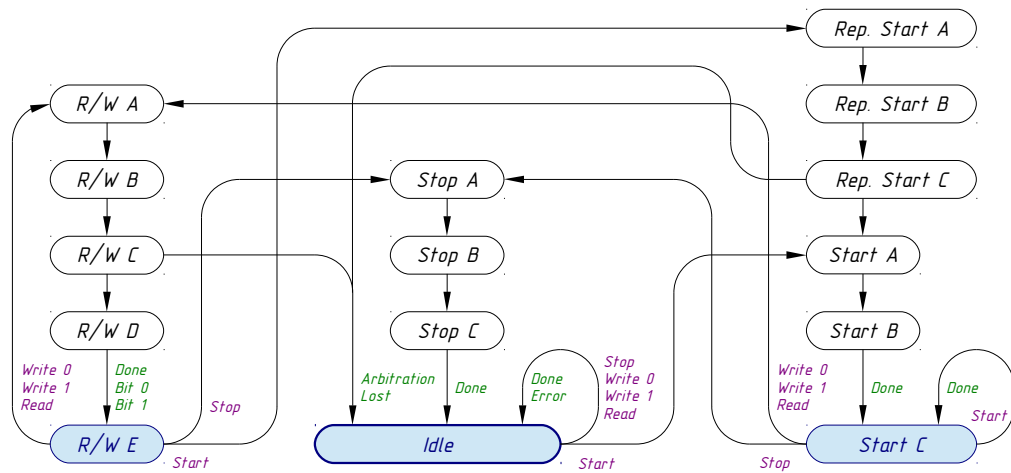 Rep. Start A
R/W A
Rep. Start B
R/W B
Stop A
Rep. Start C
R/W C
Stop B
Start A
R/W D
Stop C
Start B
Write 0
Write 1
Read
Done
Bit 0
Bit 1
Stop
Arbitration
Lost
Done
Done
Error
Stop
Write 0
Write 1
Read
Write 0
Write 1
Read
Done
Done
Start
R/W E
Start
Idle
Start
Stop
Start C